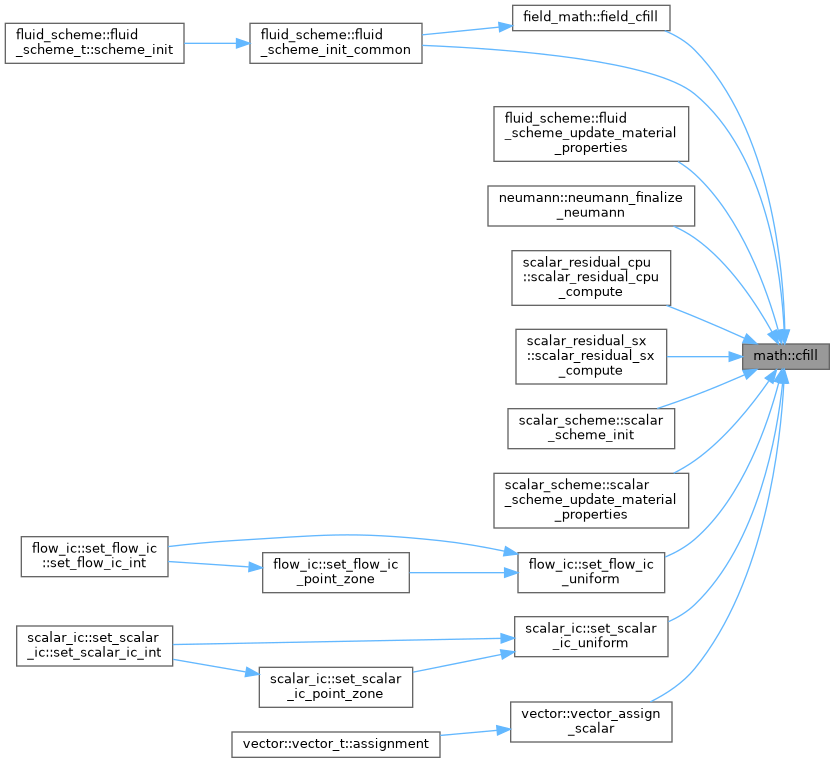 field_math::field_cfill
fluid_scheme::fluid
_scheme_t::scheme_init
fluid_scheme::fluid
_scheme_init_common
fluid_scheme::fluid
_scheme_update_material
_properties
neumann::neumann_finalize
_neumann
scalar_residual_cpu
::scalar_residual_cpu
_compute
scalar_residual_sx
::scalar_residual_sx
_compute
math::cfill
scalar_scheme::scalar
_scheme_init
scalar_scheme::scalar
_scheme_update_material
_properties
flow_ic::set_flow_ic
::set_flow_ic_int
flow_ic::set_flow_ic
_point_zone
flow_ic::set_flow_ic
_uniform
scalar_ic::set_scalar
_ic::set_scalar_ic_int
scalar_ic::set_scalar
_ic_point_zone
scalar_ic::set_scalar
_ic_uniform
vector::vector_assign
_scalar
vector::vector_t::assignment